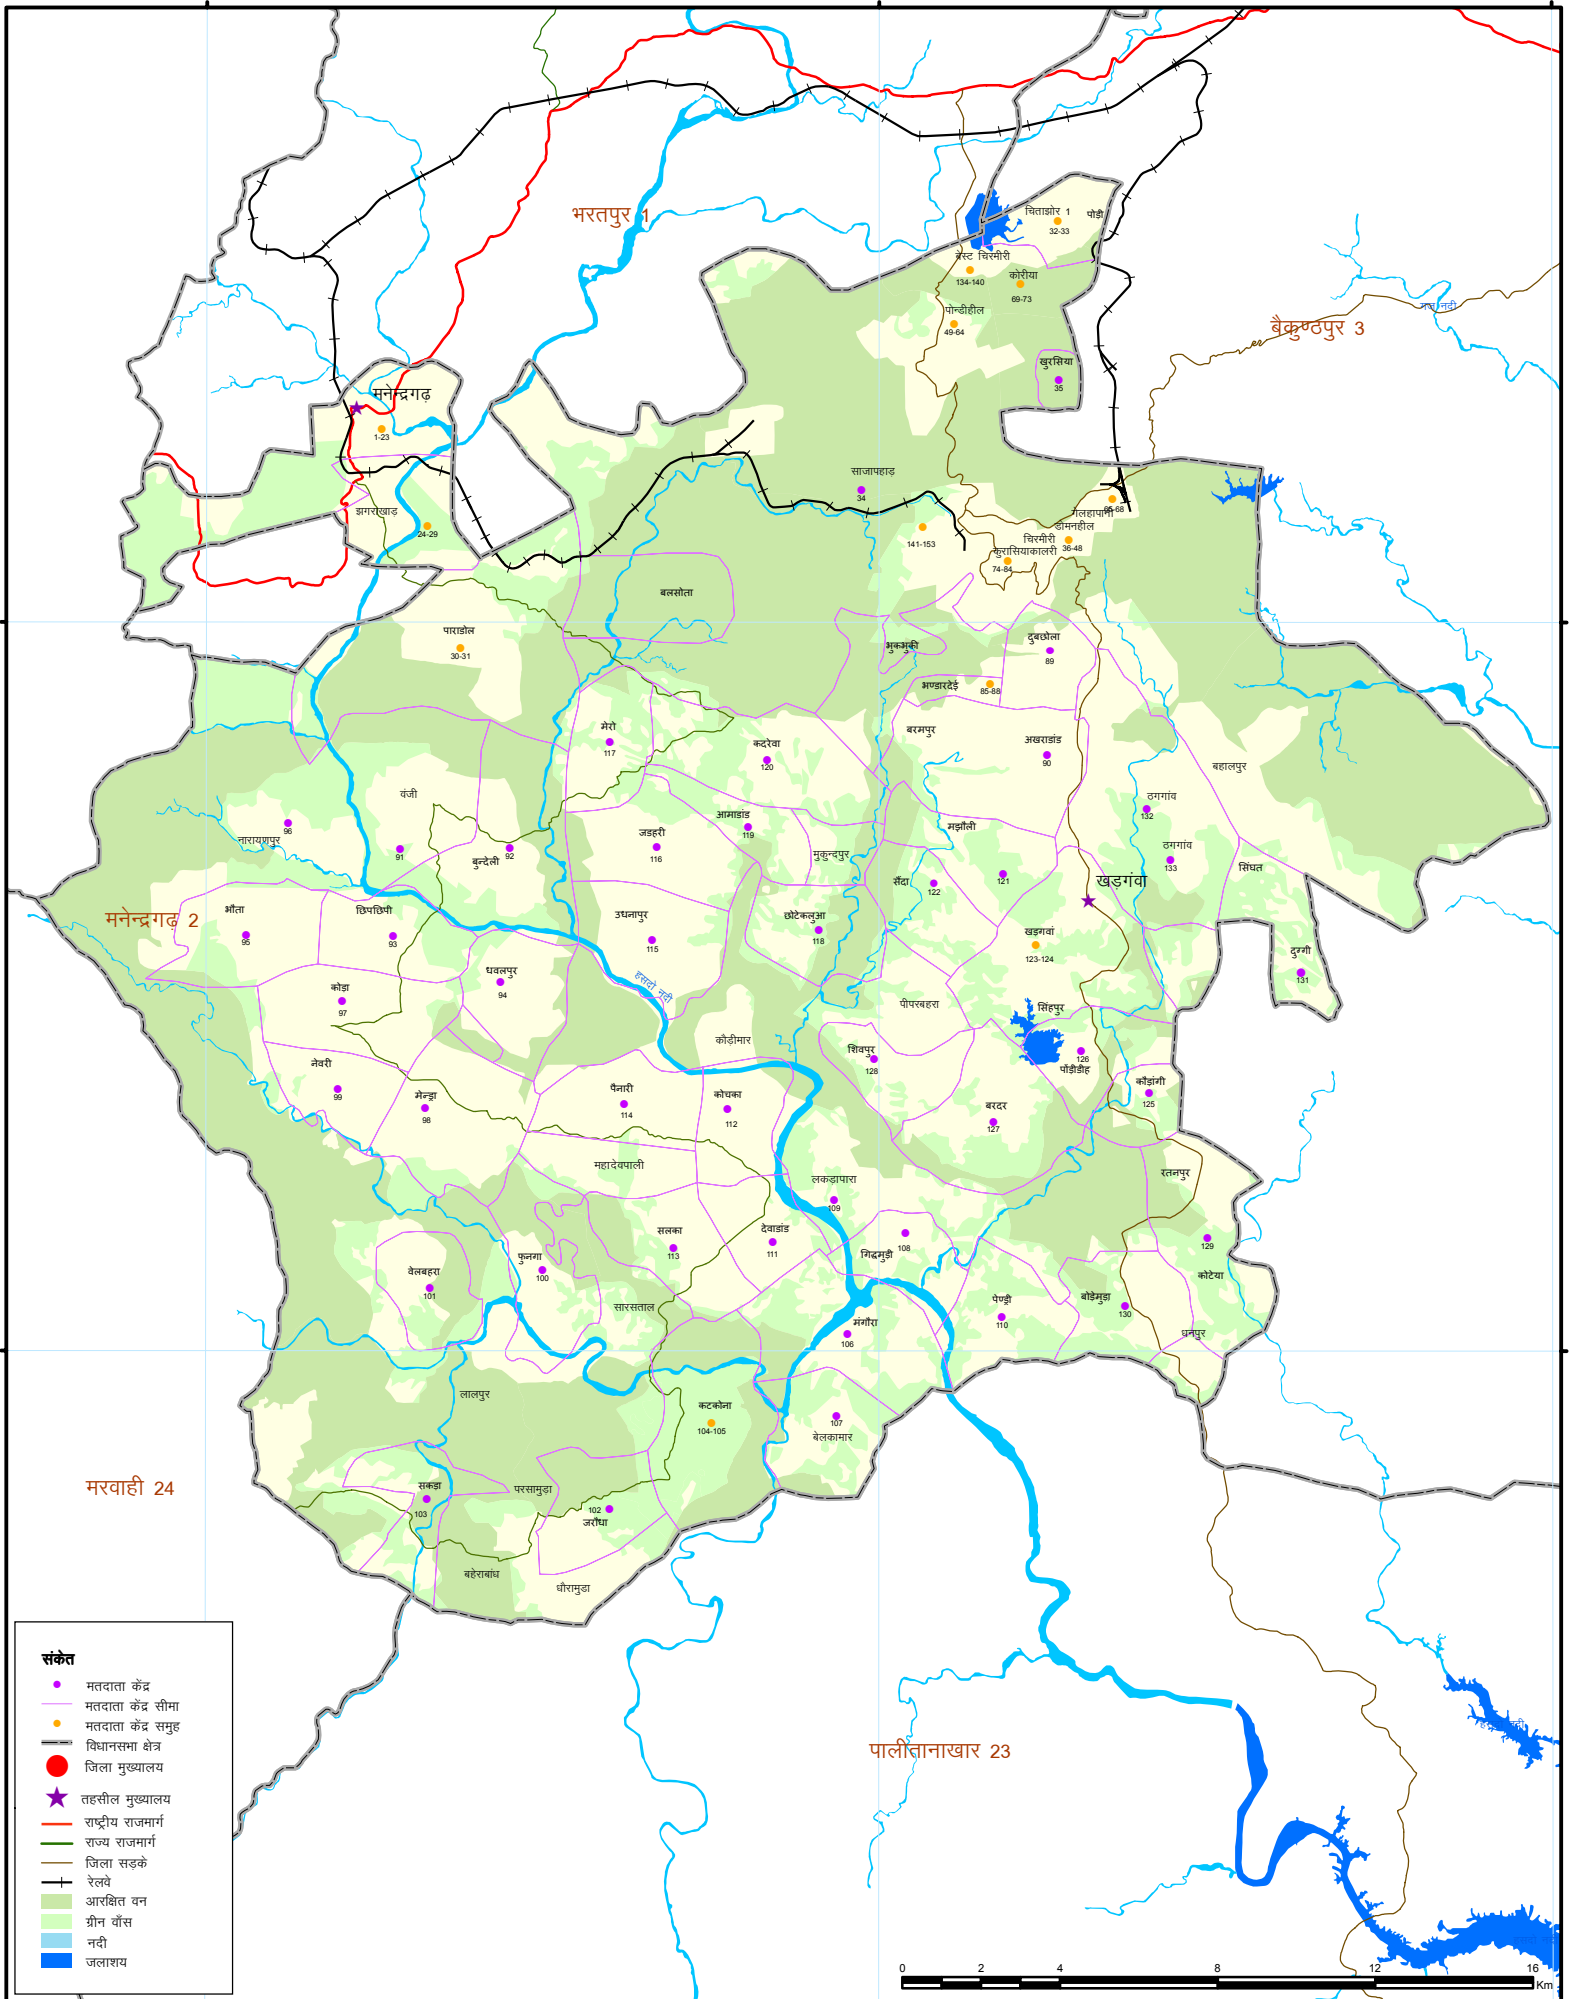 भरतपुर 1
चिताझोर 1
32-33
पोड़ी
वेस्ट चिरमीरी
134-140
कोरीया
69-73
पोन्डीहील
49-64
बैकुण्ठपुर 3
खुरसिया
35
मनेन्द्रगढ़
1-23
साजापहाड़
34
झगराखाड़
24-29
65-68
गेलहापानी
डोमनहील
चिरमीरी
36-48
141-153
कुरासियाकालरी
74-84
बलसोता
पाराडोल
30-31
भुकभुकी
दुबछोला
89
भण्डारदेई
85-88
मेरो
117
बरमपुर
कदरेवा
120
अखराडांड
90
बहालपुर
वंजी
ठगगांव
132
आमाडांड
119
मझौली
नारायणपुर
96
जडहरी
116
91
बुन्देली
92
मुकुन्दपुर
ठगगांव
133
सिंघत
सैंदा
122
121
खड़गंवा
मनेन्द्रगढ़ 2
भौता
95
छिपछिपी
93
उधनापुर
115
छोटेकलुआ
118
खड़गवां
123-124
दुग्गी
131
धवलपुर
94
हसदो नदी
कोड़ा
97
पीपरबहरा
सिंहपुर
कौड़ीमार
शिवपुर
128
126
पोंड़ीडीह
नेवरी
99
कौड़ांगी
125
मेन्ड्रा
98
पैनारी
114
कोचका
112
बरदर
127
महादेवपाली
रतनपुर
लकड़ापारा
109
सलका
113
देवाडांड
111
गिद्धमुड़ी
108
129
फुनगा
100
वेलबहरा
101
कोटेया
सारसताल
पेण्ड्री
110
बोडेमुडा
130
मंगौरा
106
धनपुर
लालपुर
कटकोना
104-105
107
बेलकामार
मरवाही 24
सकड़ा
103
परसामुड़ा
102
जरौंधा
बहेराबांध
धौरामुडा
पालीतानाखार 23
संकेत
मतदाता केंद्र
मतदाता केंद्र सीमा
मतदाता केंद्र समुह
विधानसभा क्षेत्र
जिला मुख्यालय
तहसील मुख्यालय
राष्ट्रीय राजमार्ग
राज्य राजमार्ग
जिला सड़के
रेलवे
आरक्षित वन
ग्रीन वॉस
नदी
जलाशय
0 2 4 8 12 16
Km